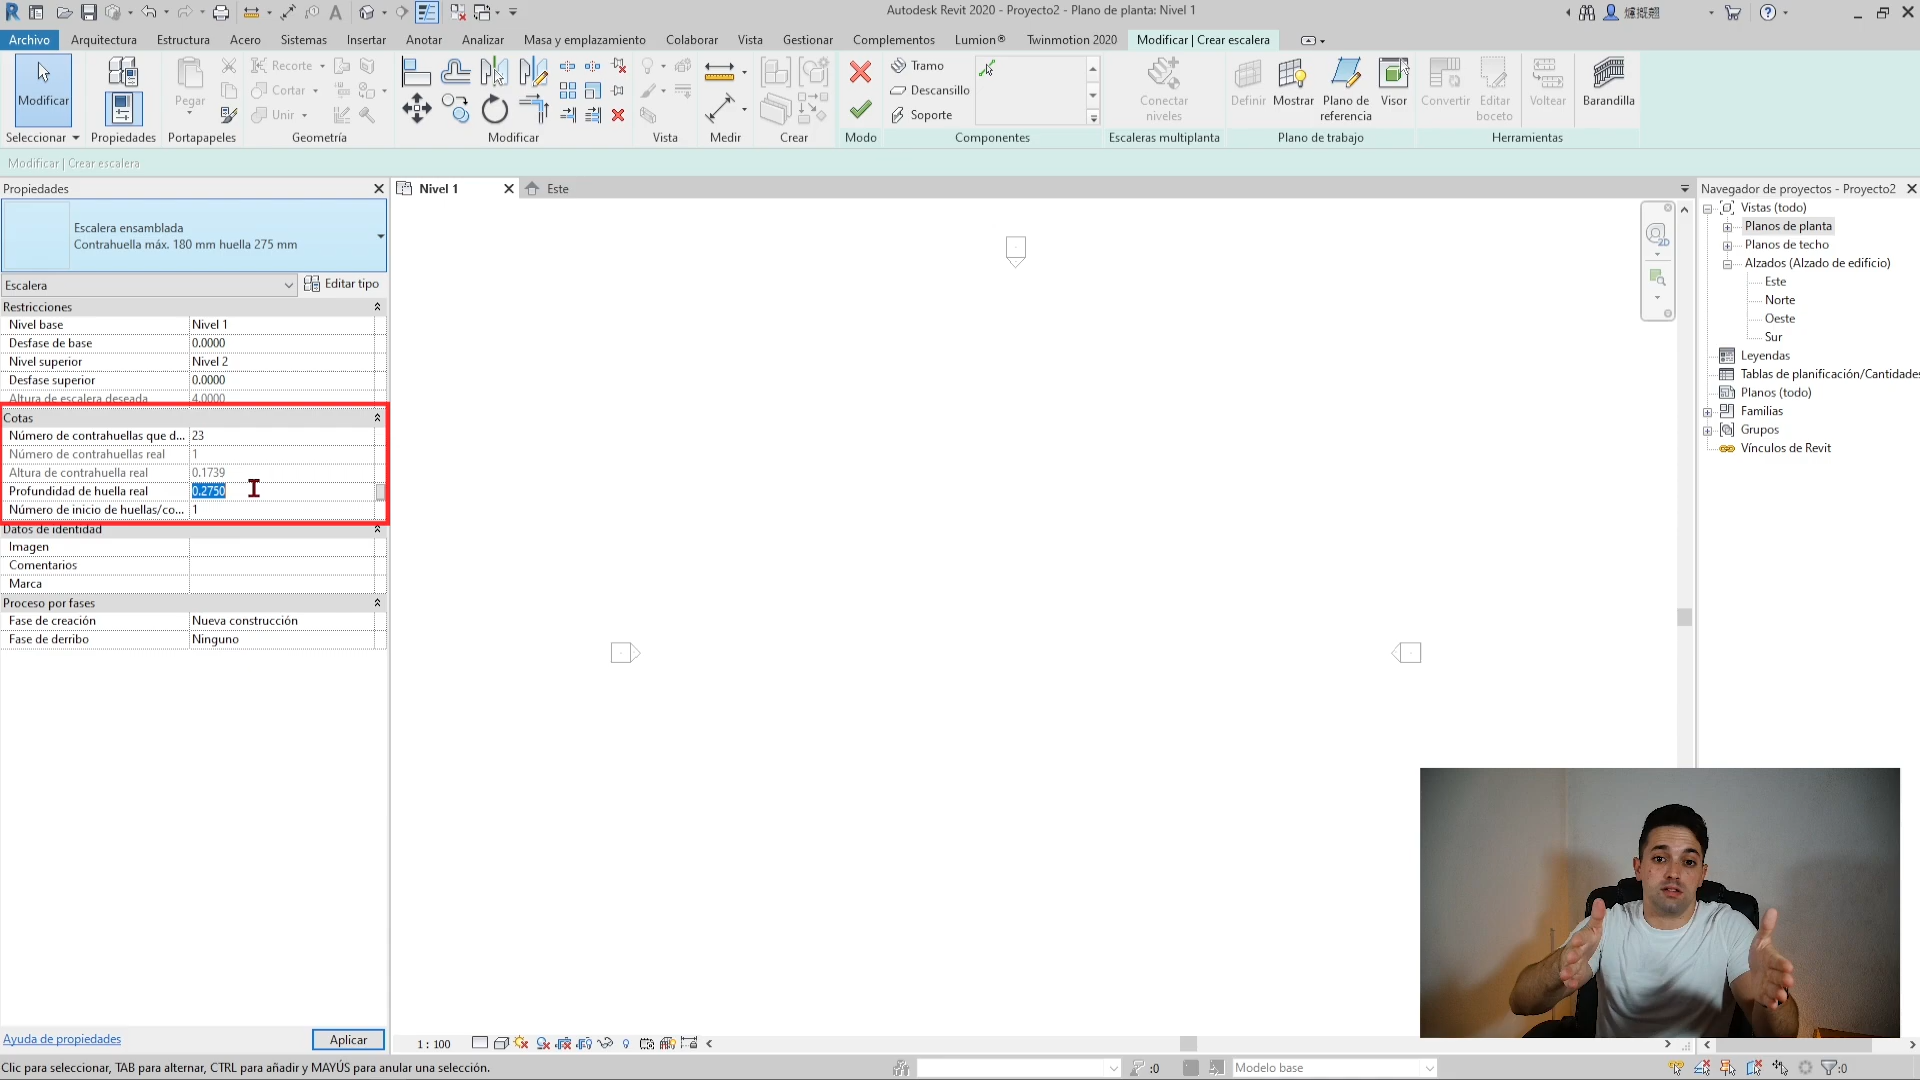 Autodesk Revit 2020 - Proyecto2 - Plano de planta: Nivel 1
Archivo Arquitectura Estructura Acero Sistemas Insertar Anotar Analizar Masa y emplazamiento Colaborar Vista Gestionar Complementos Lumion® Twinmotion 2020 Modificar | Crear escalera
Modificar
Pegar
Recorte
Cortar
Unir
Tramo
Descansillo
Soporte
Conectar niveles
Definir
Mostrar
Plano de referencia
Visor
Convertir
Editar boceto
Voltear
Barandilla
Seleccionar Propiedades Portapapeles Geometría Modificar Vista Medir Crear Modo Componentes Escaleras multiplanta Plano de trabajo Herramientas
Modificar | Crear escalera
Propiedades
Escalera ensamblada
Contrahuella máx. 180 mm huella 275 mm
Escalera Editar tipo
Restricciones
Nivel base Nivel 1
Desfase de base 0.0000
Nivel superior Nivel 2
Desfase superior 0.0000
Altura de escalera deseada 4.0000
Cotas
Número de contrahuellas que d... 23
Número de contrahuellas real 1
Altura de contrahuella real 0.1739
Profundidad de huella real 0.2750
Número de inicio de huellas/co... 1
Datos de identidad
Imagen
Comentarios
Marca
Proceso por fases
Fase de creación Nueva construcción
Fase de derribo Ninguno
Ayuda de propiedades Aplicar
Nivel 1 Este
2D
Navegador de proyectos - Proyecto2
Vistas (todo)
Planos de planta
Planos de techo
Alzados (Alzado de edificio)
Este
Norte
Oeste
Sur
Leyendas
Tablas de planificación/Cantidades
Planos (todo)
Familias
Grupos
Vínculos de Revit
1 : 100
Clic para seleccionar, TAB para alternar, CTRL para añadir y MAYÚS para anular una selección.
:0
Modelo base
:0